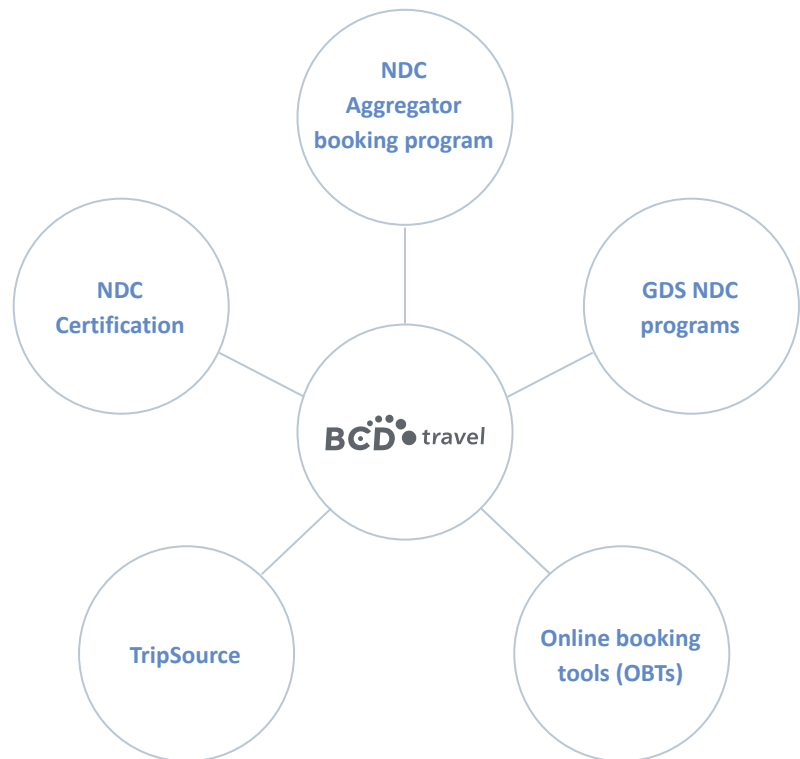 NDC
Aggregator
booking program
NDC
Certification
GDS NDC
programs
BCD travel
TripSource
Online booking
tools (OBTs)